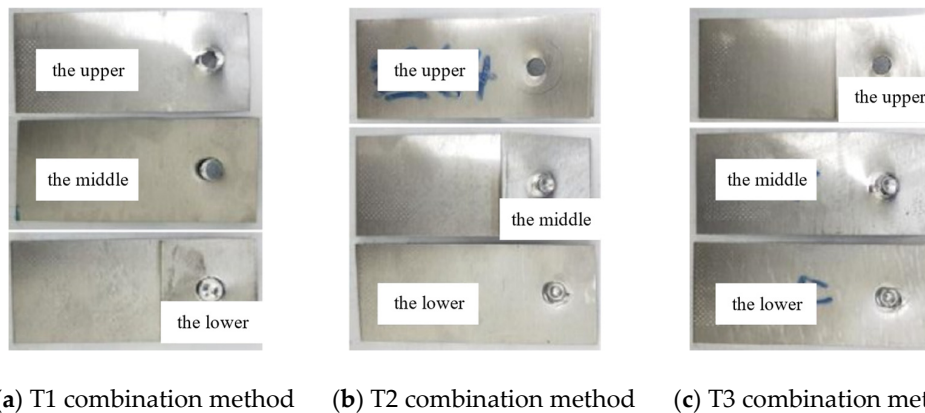 the upper
the middle
the lower
the upper
the middle
the lower
the upper
the middle
the lower
(a) T1 combination method
(b) T2 combination method
(c) T3 combination met